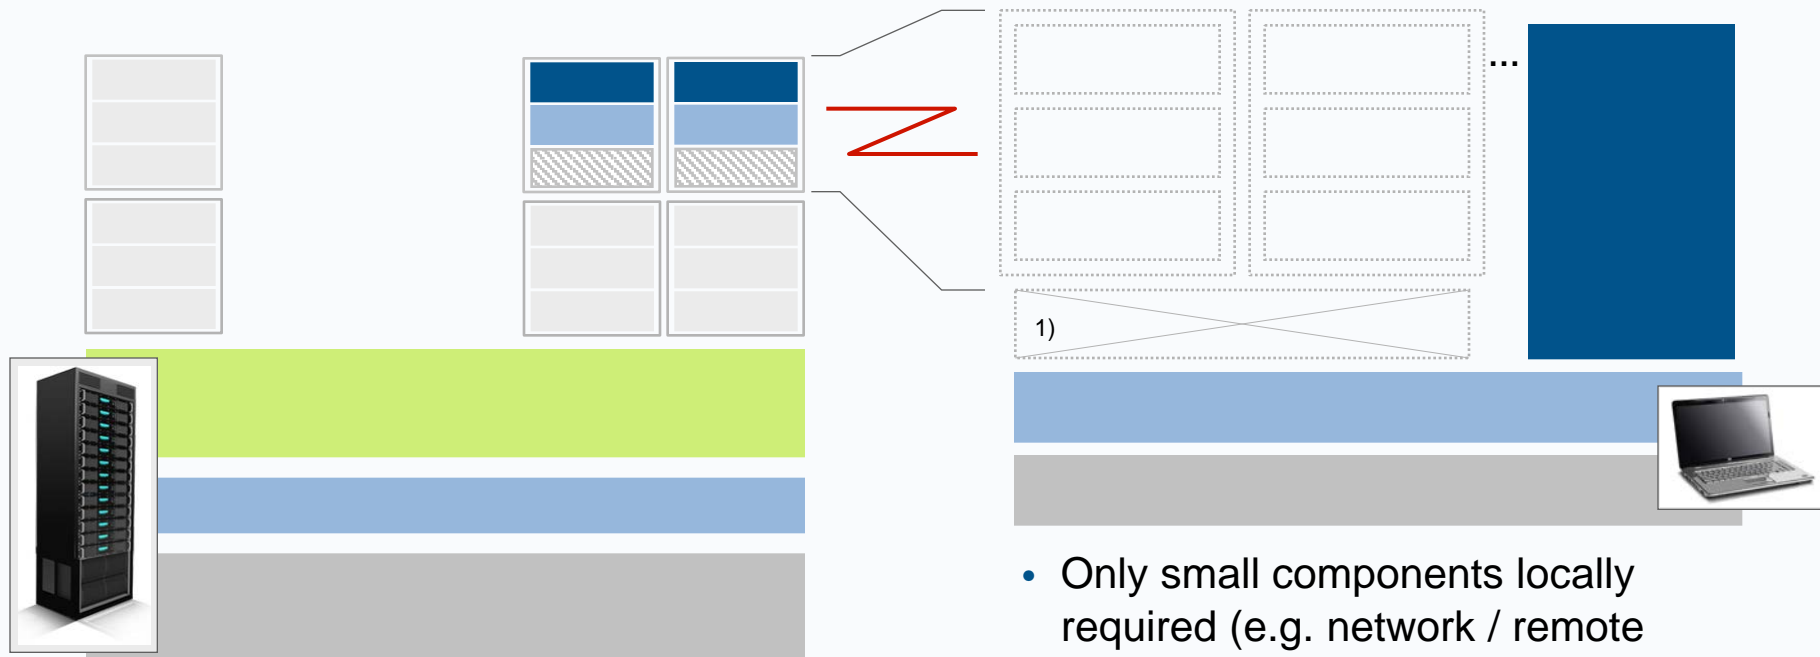 ...
1)
• Only small components locally
required (e.g. network / remote